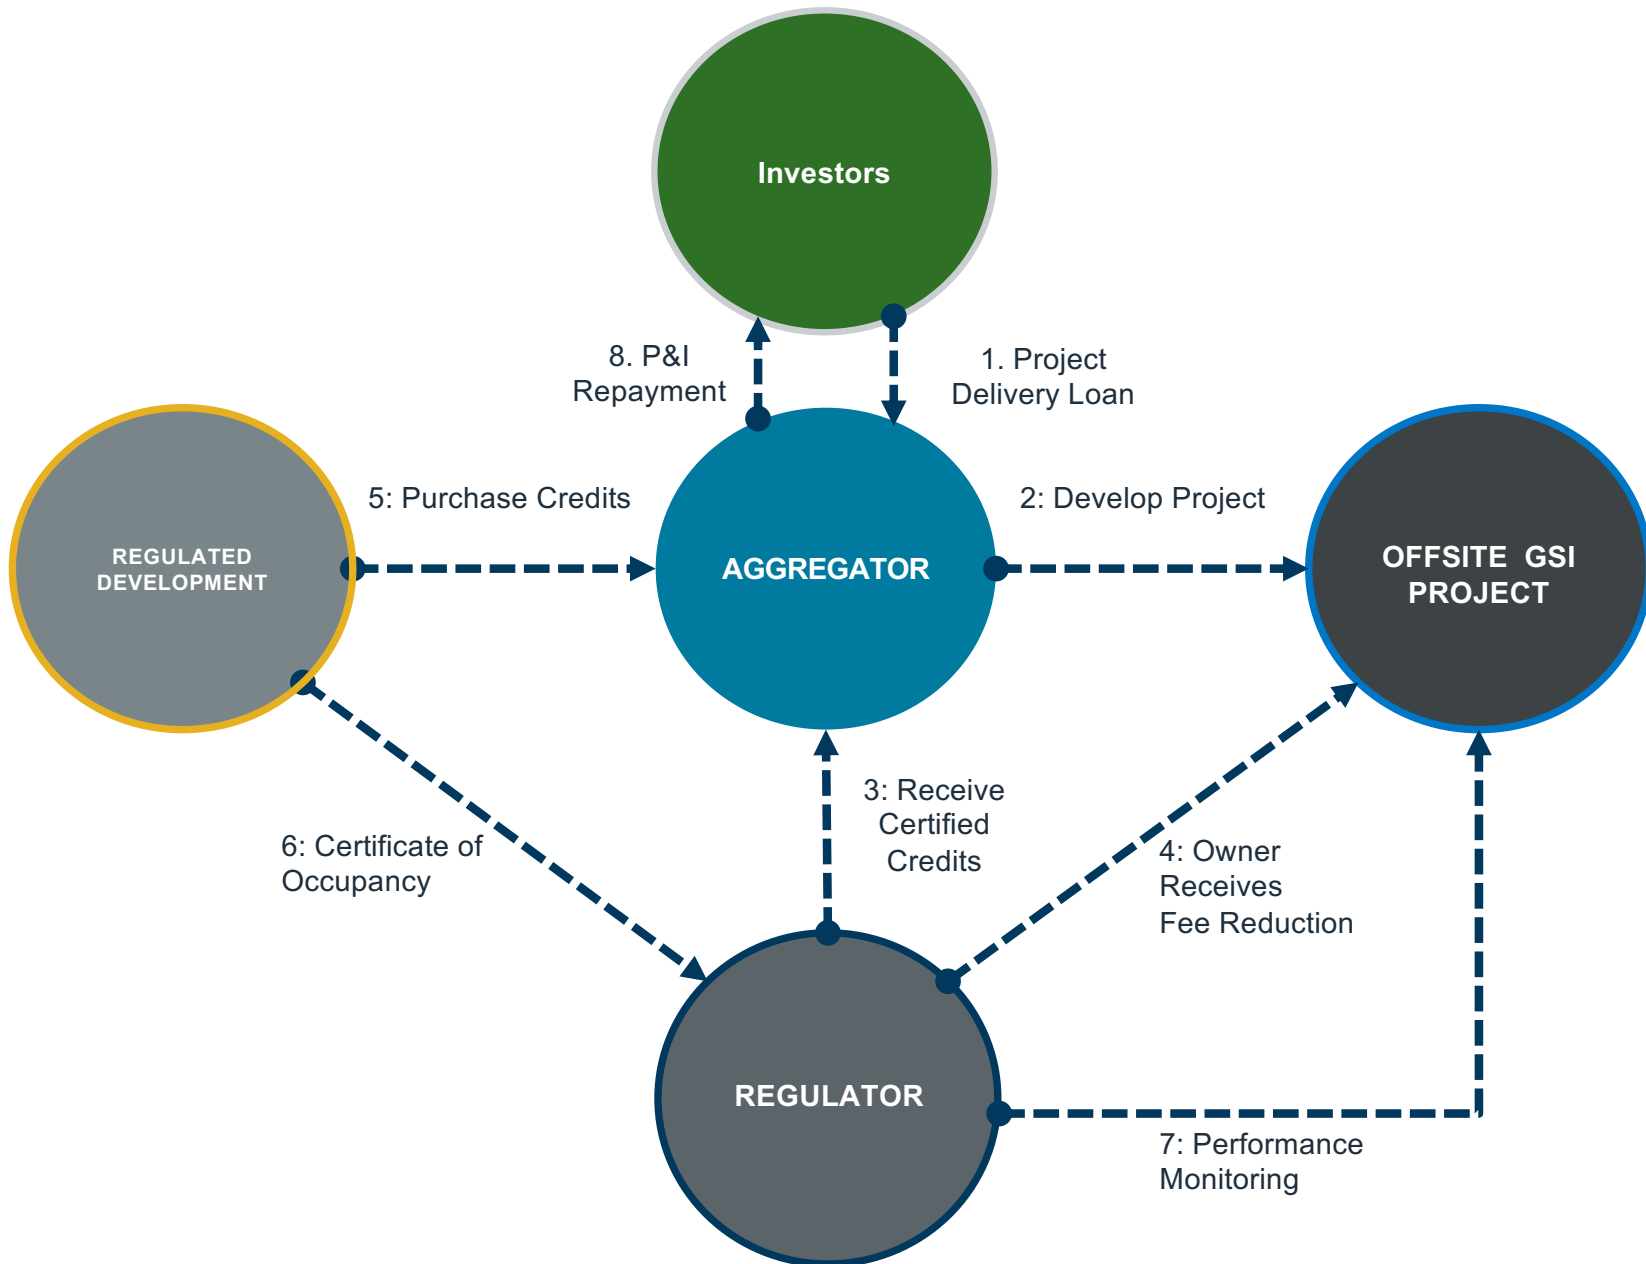 Investors
8. P&I
Repayment
1. Project
Delivery Loan
5: Purchase Credits
2: Develop Project
REGULATED
DEVELOPMENT
AGGREGATOR
OFFSITE GSI
PROJECT
3: Receive
Certified
Credits
6: Certificate of
Occupancy
4: Owner
Receives
Fee Reduction
REGULATOR
7: Performance
Monitoring